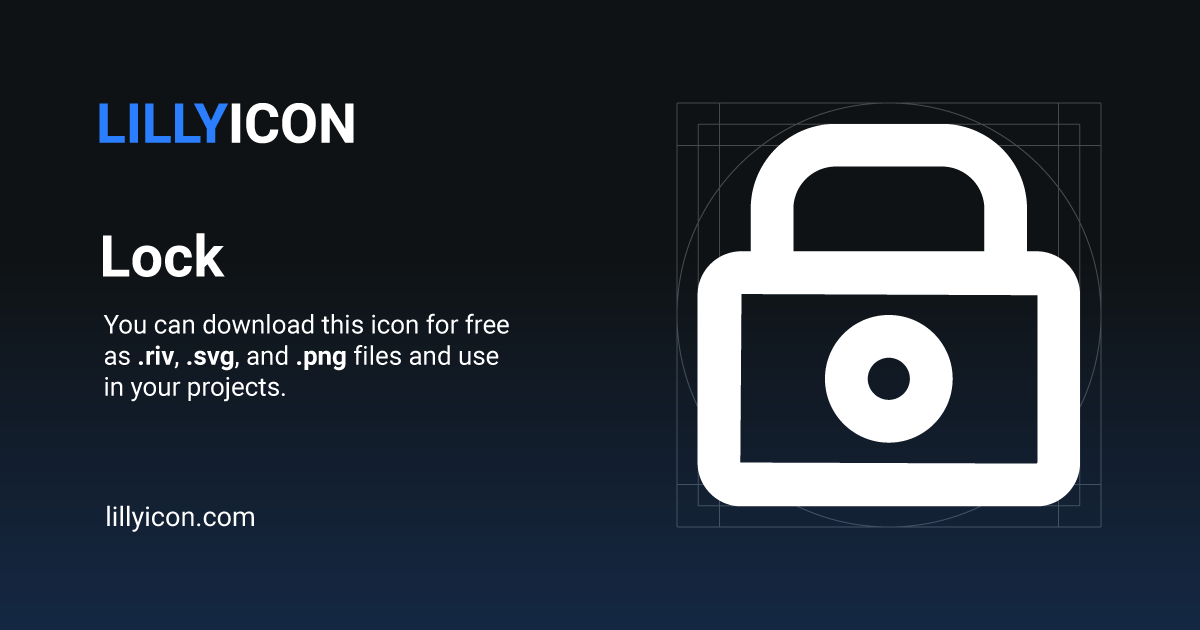 LILLYICON
Lock
You can download this icon for free
as .riv, .svg, and .png files and use
in your projects.
lillyicon.com